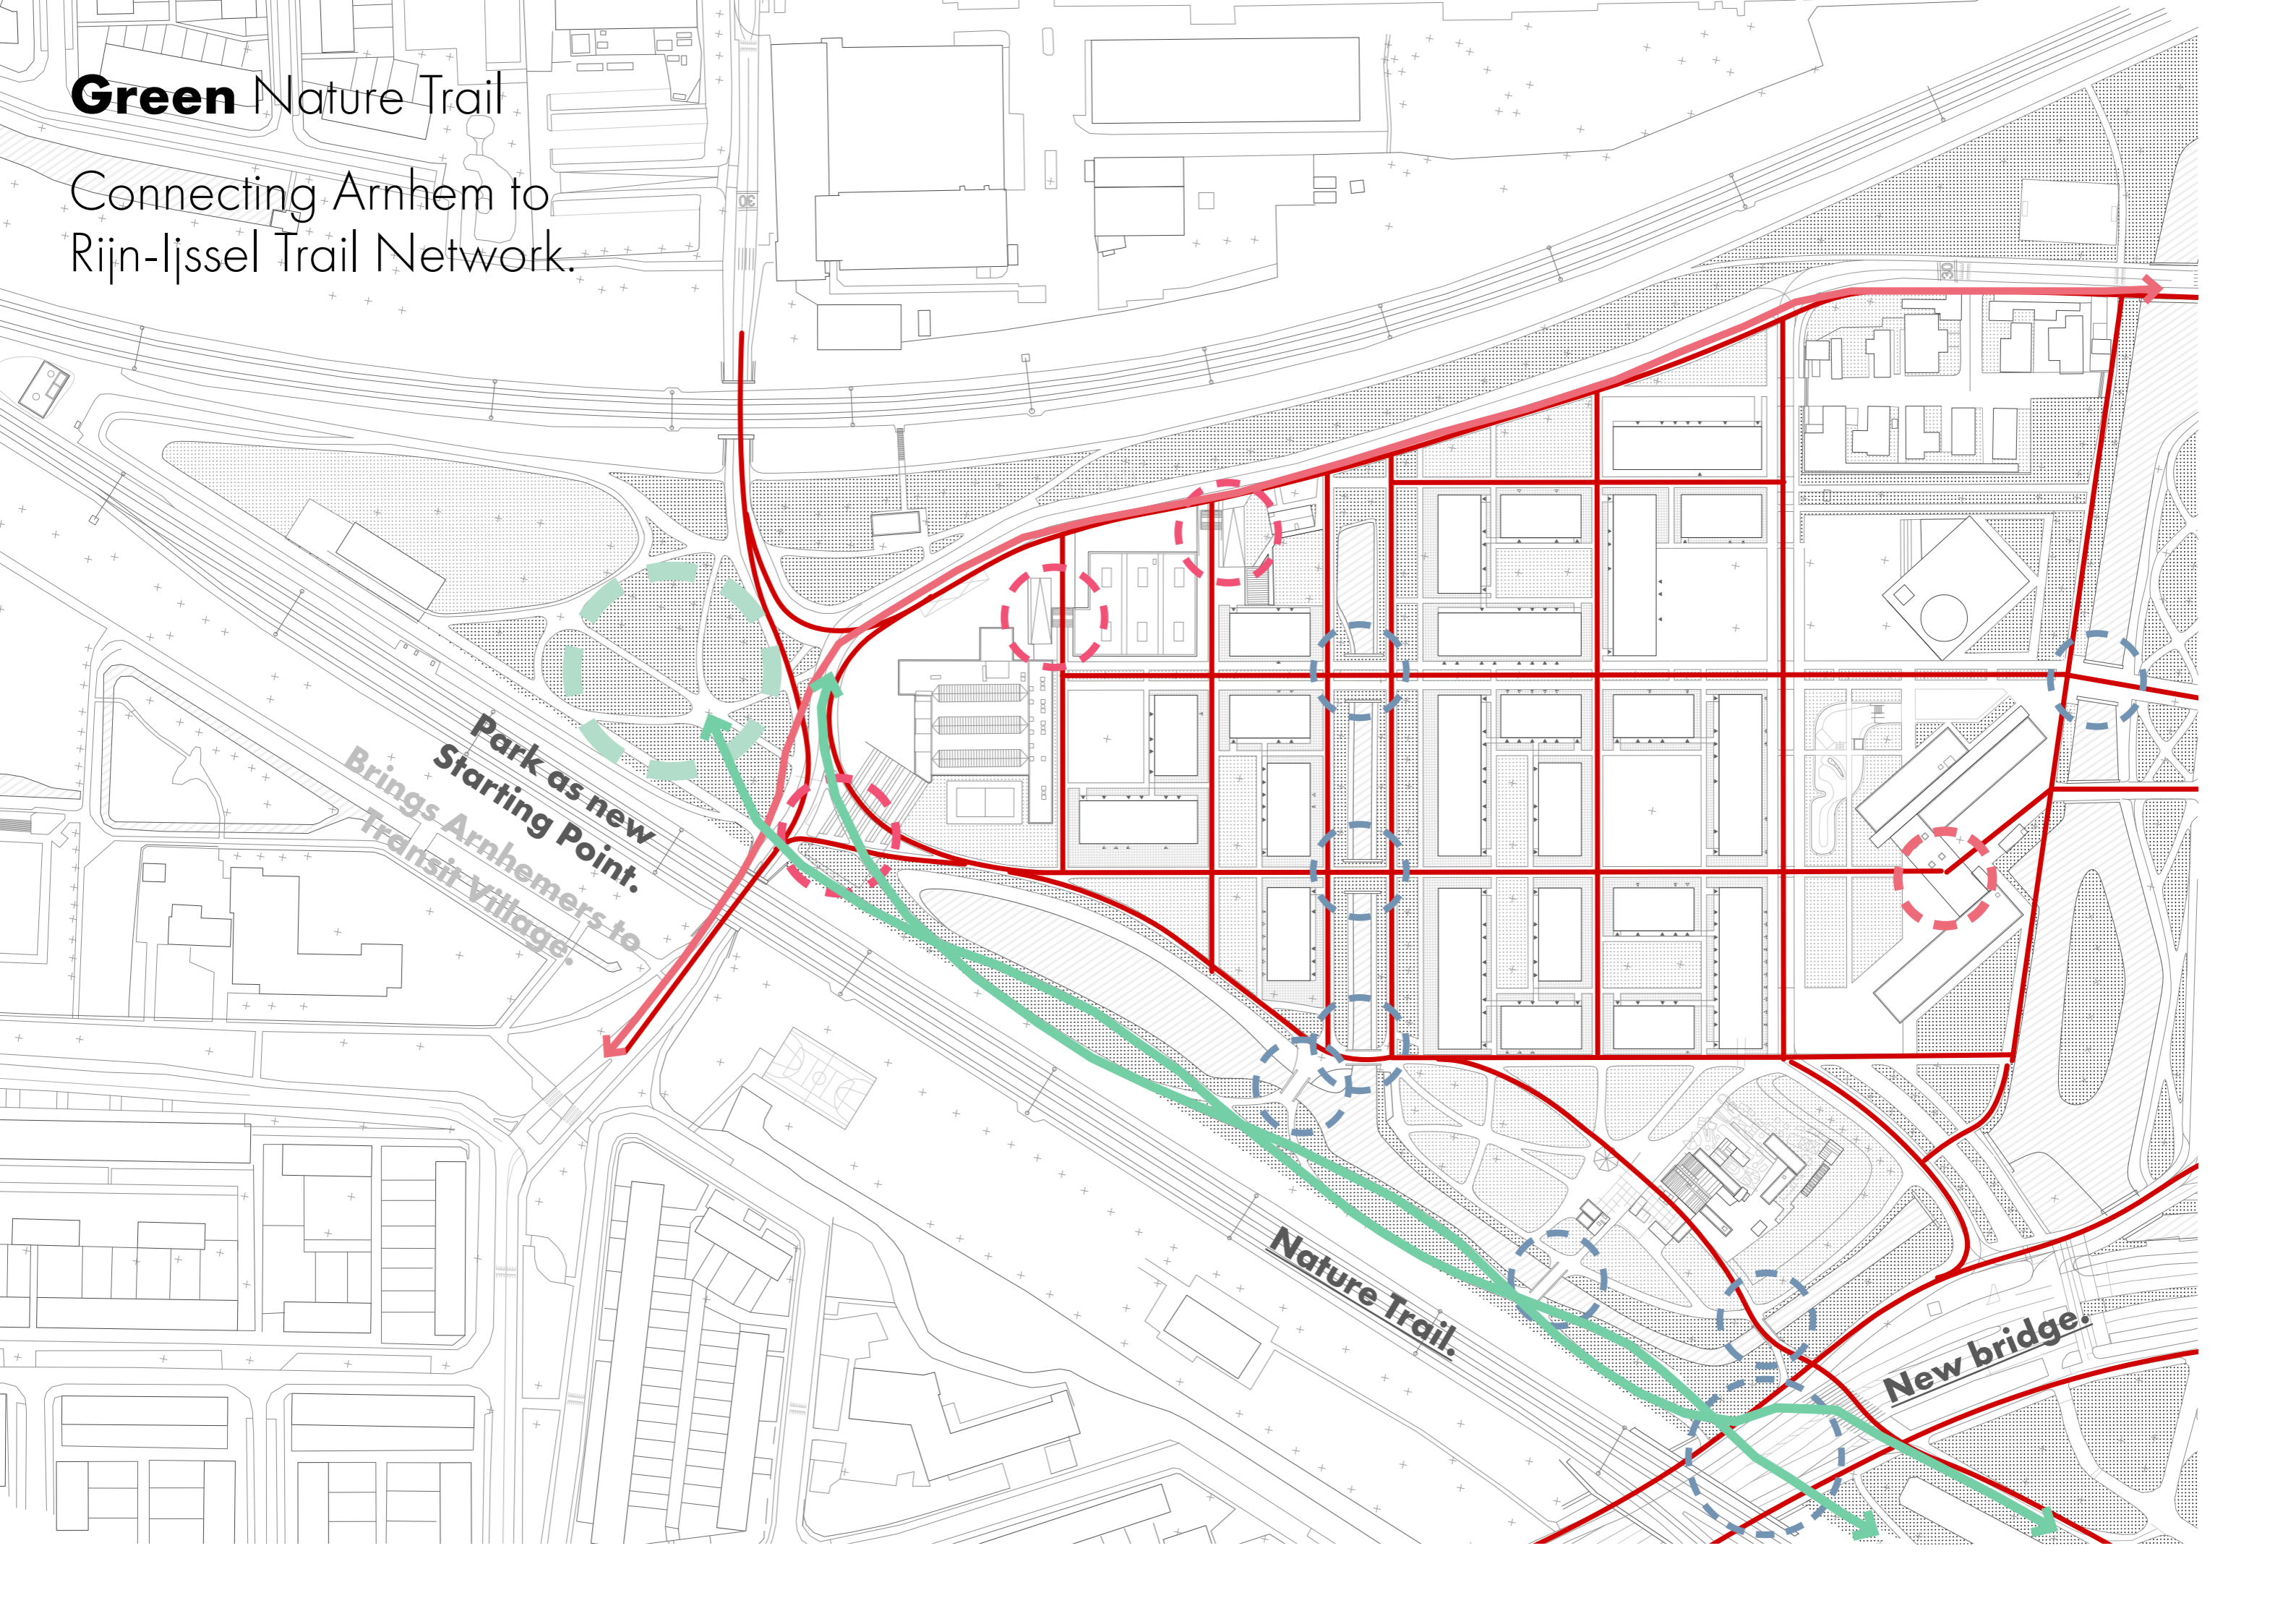 Green Nature Trail
Connecting Arnhem to
Rijn-Ijssel Trail Network.
30
30
Park as new
Starting Point.
Brings Arnhemers to
Transit Village.
Nature Trail.
New bridge.